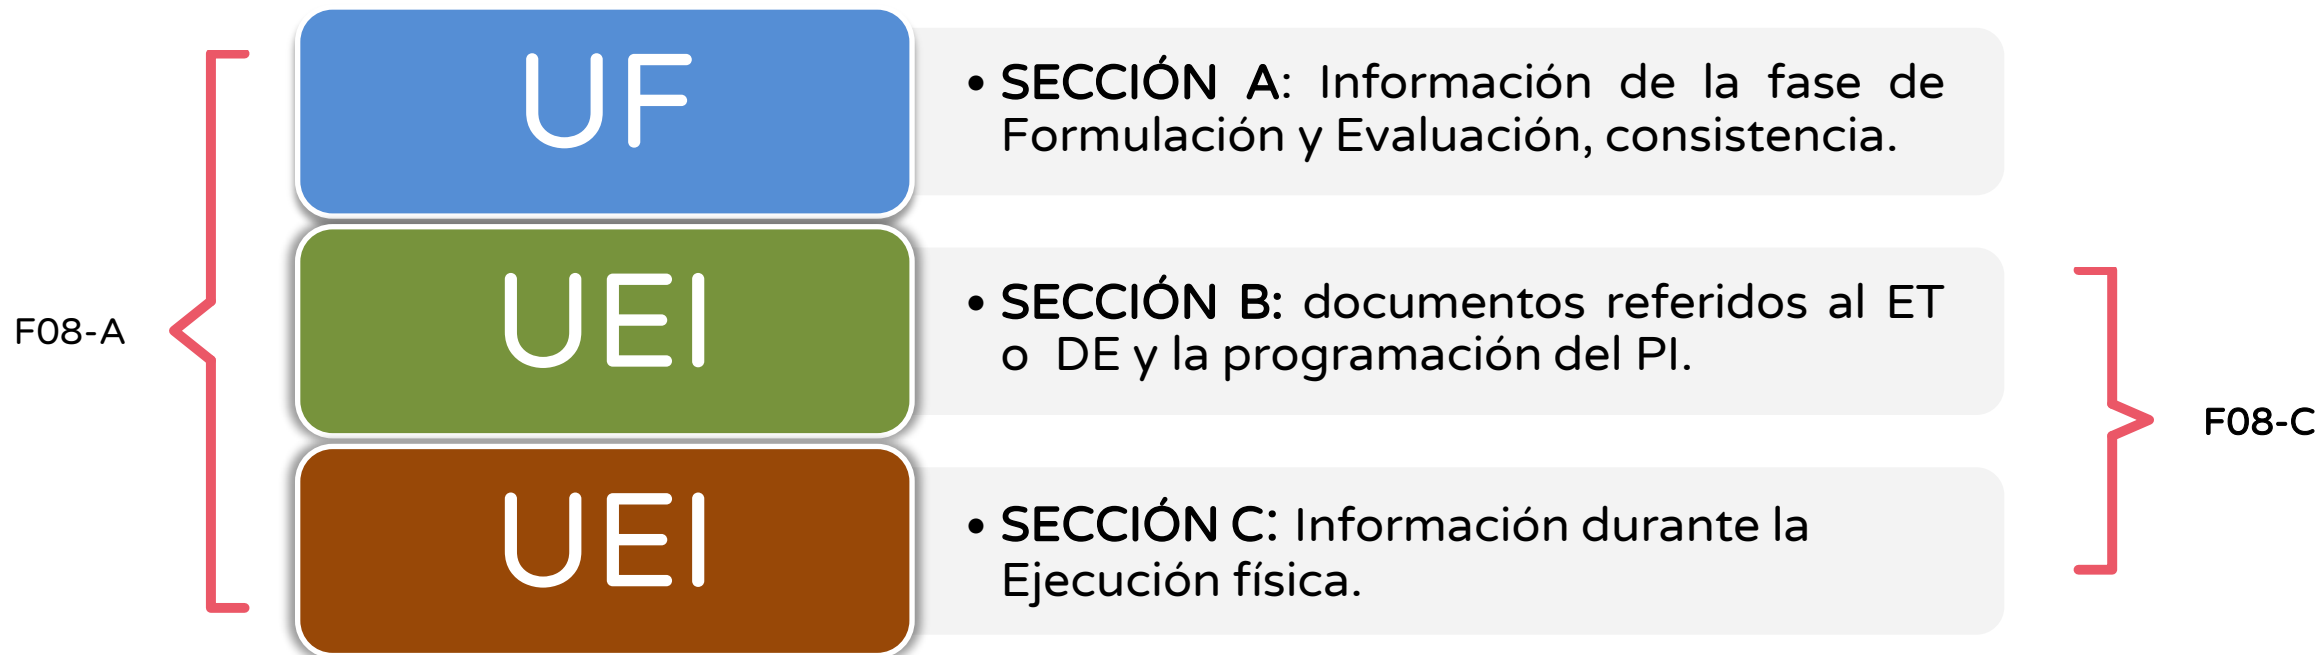 F08-A
UF
• SECCIÓN A: Información de la fase de
Formulación y Evaluación, consistencia.
UEI
• SECCIÓN B: documentos referidos al ET
o DE y la programación del PI.
UEI
• SECCIÓN C: Información durante la
Ejecución física.
F08-C